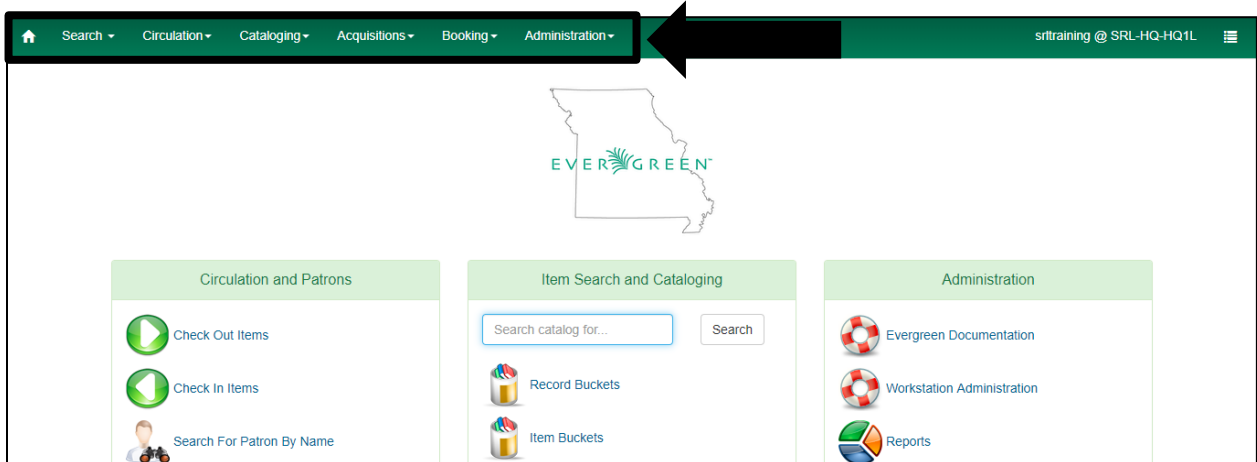 Search Circulation Cataloging Acquisitions Booking Administration srltraining @ SRL-HQ-HQ1L
EVERGREEN
Circulation and Patrons
Check Out Items
Check In Items
Search For Patron By Name
Item Search and Cataloging
Search catalog for... Search
Record Buckets
Item Buckets
Administration
Evergreen Documentation
Workstation Administration
Reports